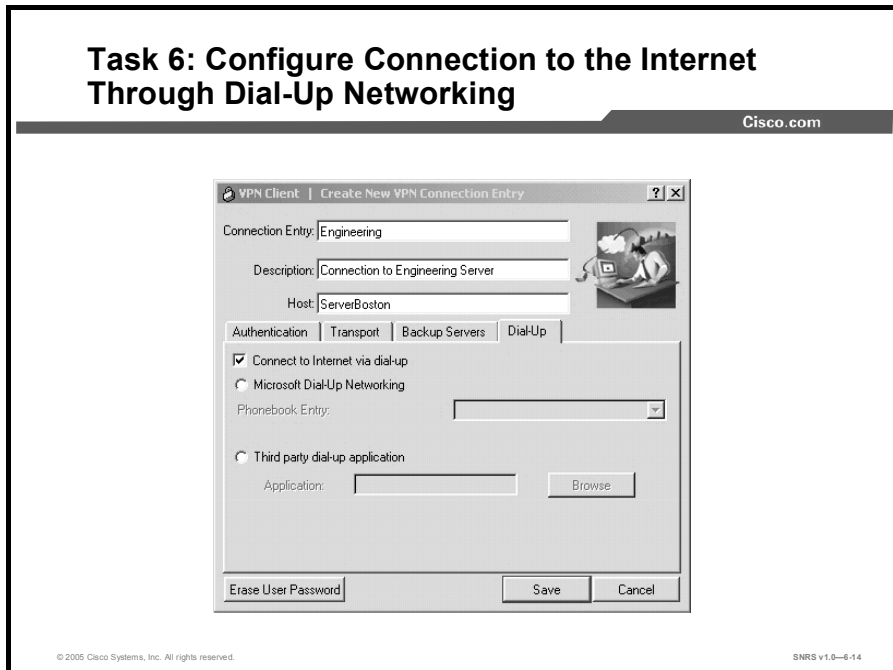 Task 6: Configure Connection to the Internet
Through Dial-Up Networking
Cisco.com
VPN Client | Create New VPN Connection Entry
Connection Entry: Engineering
Description: Connection to Engineering Server
Host: ServerBoston
Authentication Transport Backup Servers Dial-Up
Connect to Internet via dial-up
Microsoft Dial-Up Networking
Phonebook Entry:
Third party dial-up application
Application: Browse
Erase User Password Save Cancel
© 2005 Cisco Systems, Inc. All rights reserved. SNRS v1.0—6-14